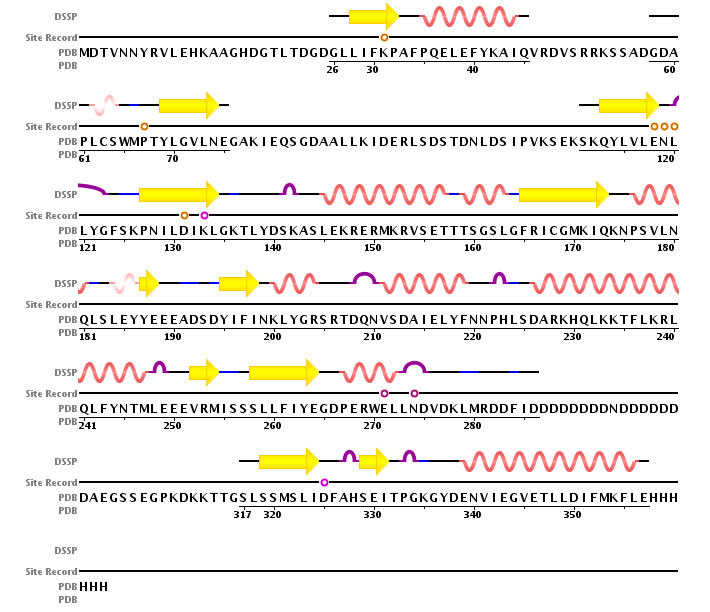 DSSP
Site Record
PDB MDTVNNYRVLEHKAAGHDGTLTDGDGLLIFKPAFPQELEFYKAIQVRDVSRRKSSADGDA
PDB 26 30 40 60
DSSP
Site Record
PDB PLCSWMPTYLGVLNEGAKIEQSGDAALLKIDERLSDSTDNLDSIPVKSEKSKQYLVLENL
PDB 61 70 120
DSSP
Site Record
PDB LYGFSKPNILDIKLGKTLYDSKASLEKRERMKRVSETTTSGSLGFRICGMKIQKNPSVLN
PDB 121 130 140 150 160 170 180
DSSP
Site Record
PDB QLSLEYYEEEADSDYIFINKLYGRSRTDQNVSDAIELYFNNPHLSDARKHQLKKTFLKRL
PDB 181 190 200 210 220 230 240
DSSP
Site Record
PDB QLFYNTMLEEEVRMISSSLLFIYEGDPERWELLNDVDKLMRDDFIDDDDDDDDNDDDDDD
PDB 241 250 260 270 280
DSSP
Site Record
PDB DAEGSSEGPKDKKTTGSLSSMSLIDFAHSEITPGKGYDENVIEGVETLLDIFMKFLEHHH
PDB 317 320 330 340 350
DSSP
Site Record
PDB HHH
PDB